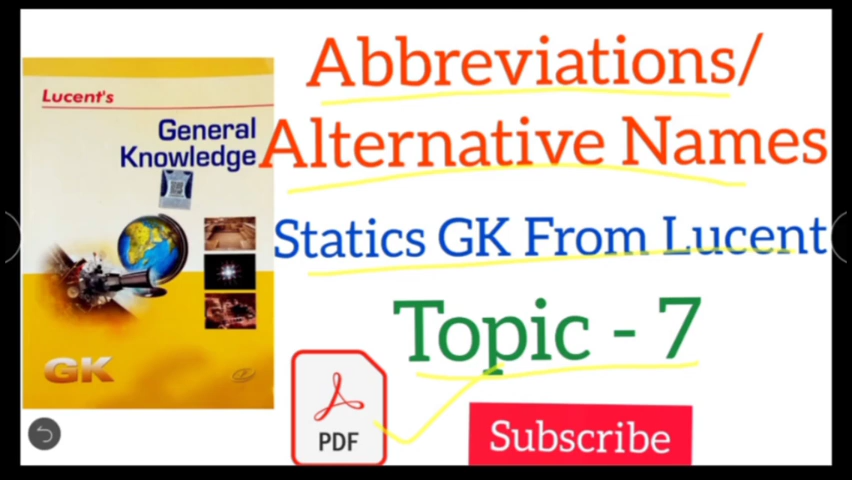 Lucent's
General
Knowledge
GK
Abbreviations/
Alternative Names
Statics GK From Lucent
Topic - 7
PDF
Subscribe